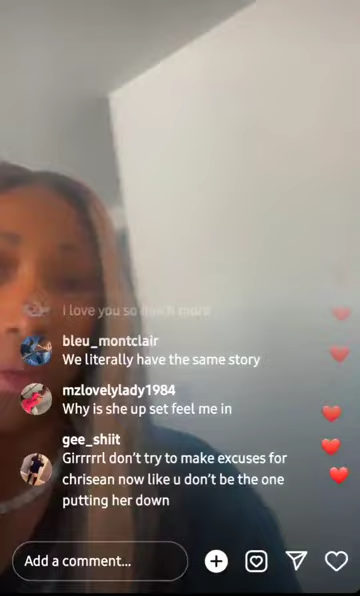 i love you so much more
bleu_montclair
We literally have the same story
mzlovelylady1984
Why is she up set feel me in
gee_shiit
Girrrrl don't try to make excuses for
chrisean now like u don't be the one
putting her down
Add a comment...